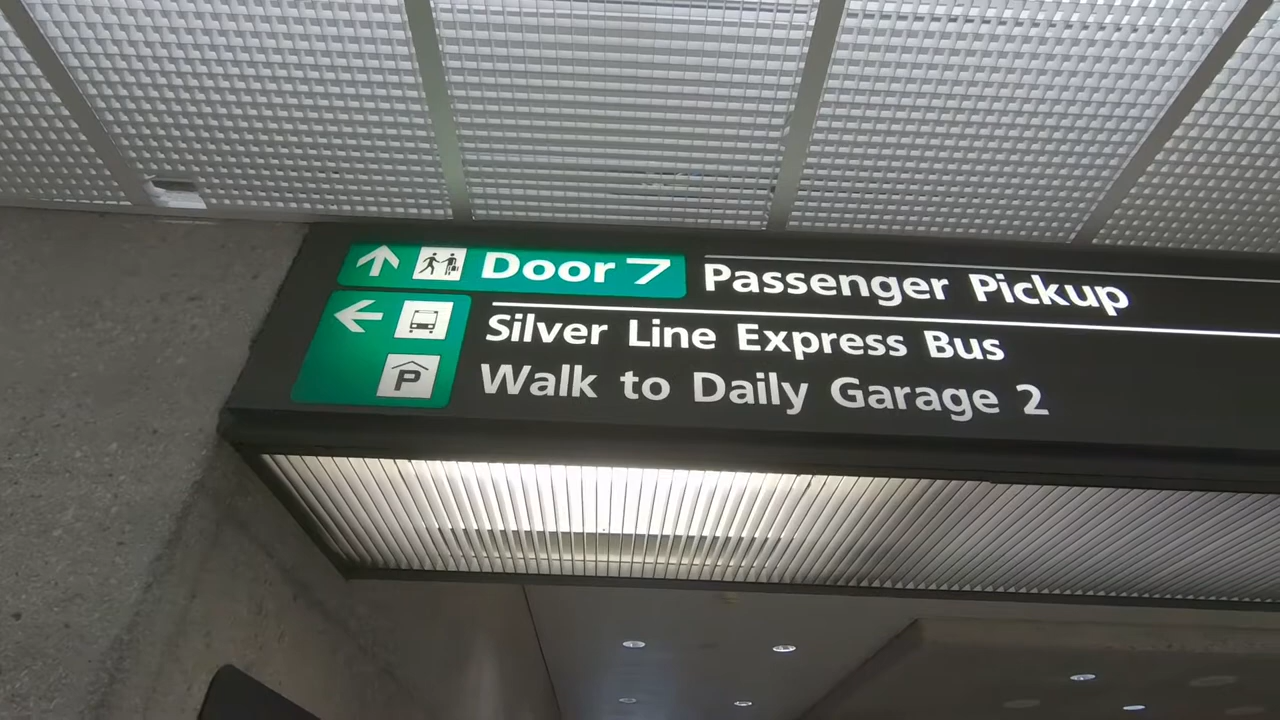 Door 7 Passenger Pickup
Silver Line Express Bus
P Walk to Daily Garage 2